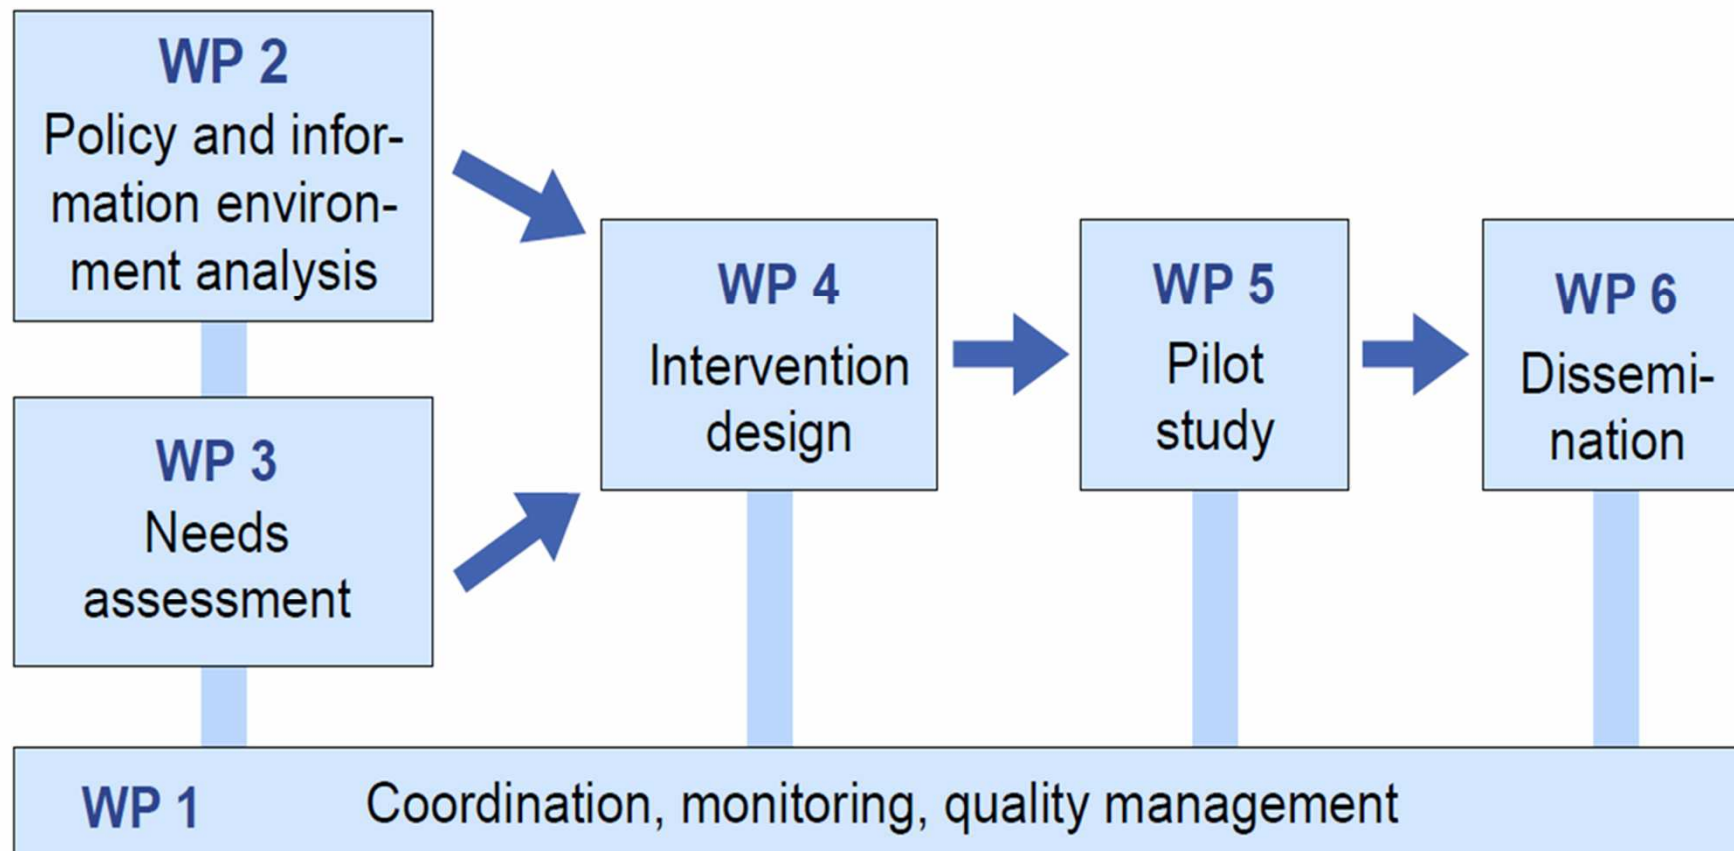 WP 2
Policy and infor-
mation environ-
ment analysis
WP 3
Needs
assessment
WP 4
Intervention
design
WP 5
Pilot
study
WP 6
Dissemi-
nation
WP 1 Coordination, monitoring, quality management